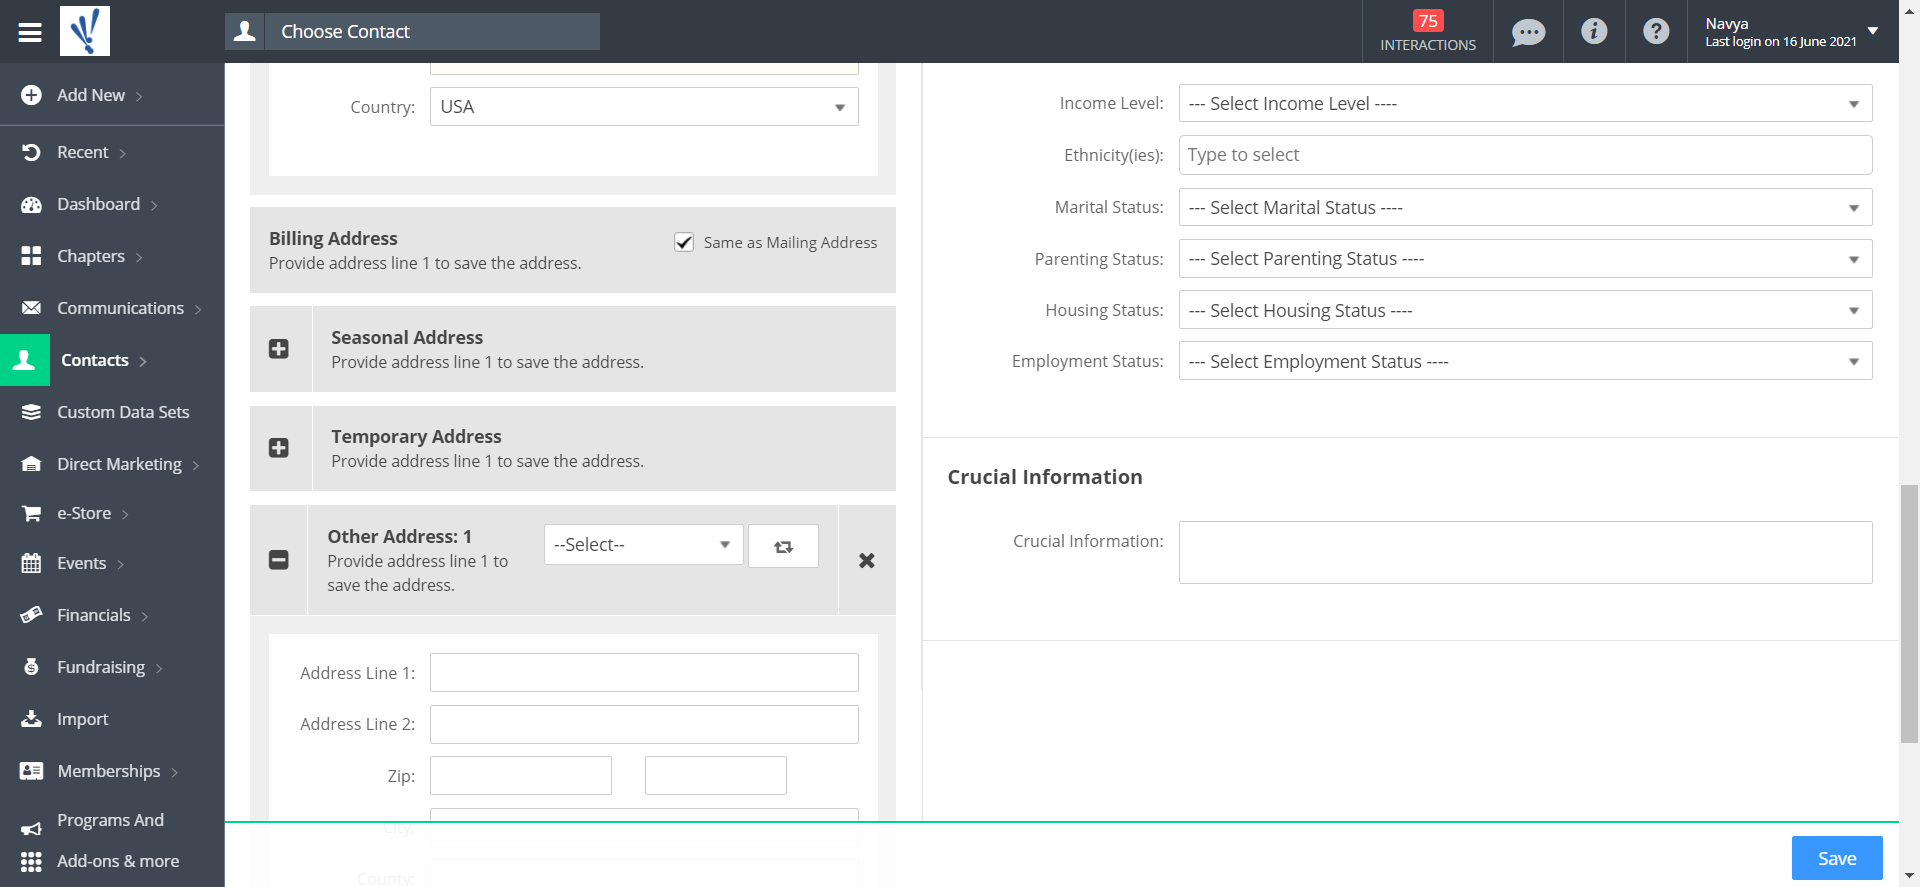 Choose Contact
75
INTERACTIONS
Navya
Last login on 16 June 2021
Add New
Recent
Dashboard
Chapters
Communications
Contacts
Custom Data Sets
Direct Marketing
e-Store
Events
Financials
Fundraising
Import
Memberships
Programs And
Add-ons & more
Country: USA
Billing Address
Provide address line 1 to save the address.
Same as Mailing Address
Seasonal Address
Provide address line 1 to save the address.
Temporary Address
Provide address line 1 to save the address.
Other Address: 1
Provide address line 1 to
save the address.
--Select--
Address Line 1:
Address Line 2:
Zip:
City:
County:
Income Level: --- Select Income Level ----
Ethnicity(ies): Type to select
Marital Status: --- Select Marital Status ----
Parenting Status: --- Select Parenting Status ----
Housing Status: --- Select Housing Status ----
Employment Status: --- Select Employment Status ----
Crucial Information
Crucial Information:
Save